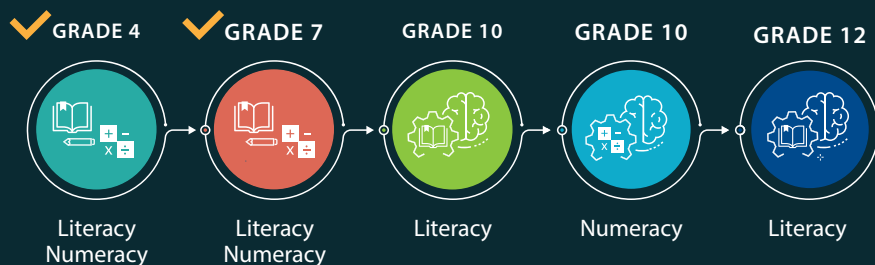 GRADE 4
GRADE 7
GRADE 10
GRADE 10
GRADE 12
+ −
x ÷
+ −
x ÷
+ −
x ÷
Literacy
Numeracy
Literacy
Numeracy
Literacy
Numeracy
Literacy